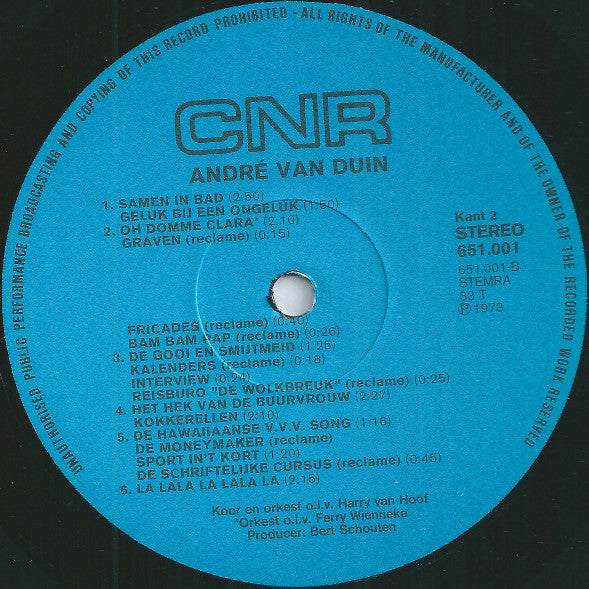 UNAUTHORISED PUBLIC PERFORMANCE BROADCASTING AND COPYING OF THIS RECORD PROHIBITED - ALL RIGHTS OF THE MANUFACTURER AND OF THE OWNER OF THE RECORDED WORK RESERVED
CNR
ANDRÉ VAN DUIN
1. SAMEN IN BAD (2:50)
GELUK BIJ EEN ONGELUK (1:50)
2. OH DOMME CLARA* (2:10)
GRAVEN (reclame) (0:15)
Kant 2
STEREO
651.001
651.001-B
STEMRA
33 T
℗ 1973
FRICADES (reclame) (0:40)
BAM BAM PAP (reclame) (0:26)
3. DE GOOI EN SMIJTMEID (1:25)
KALENDERS (reclame) (0:18)
INTERVIEW (0:24)
REISBURO "DE WOLKBREUK" (reclame) (0:25)
4. HET HEK VAN DE BUURVROUW (2:27)
KOKKERELLEN (2:10)
5. DE HAWAIIAANSE V.V.V. SONG (1:16)
DE MONEYMAKER (reclame)
SPORT IN'T KORT (1:20)
DE SCHRIFTELIJKE CURSUS (reclame) (0:45)
6. LA LALA LA LALA LA (2:15)
Koor en orkest o.l.v. Harry van Hoof
*Orkest o.l.v. Ferry Wienneke
Producer: Bert Schouten